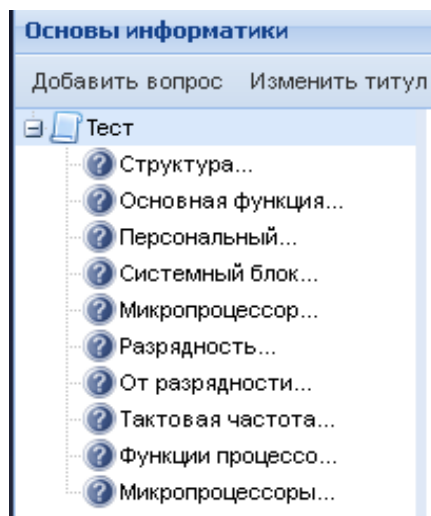 Основы информатики
Добавить вопрос Изменить титул
Тест
Структура...
Основная функция...
Персональный...
Системный блок...
Микропроцессор...
Разрядность...
От разрядности...
Тактовая частота...
Функции процессо...
Микропроцессоры...